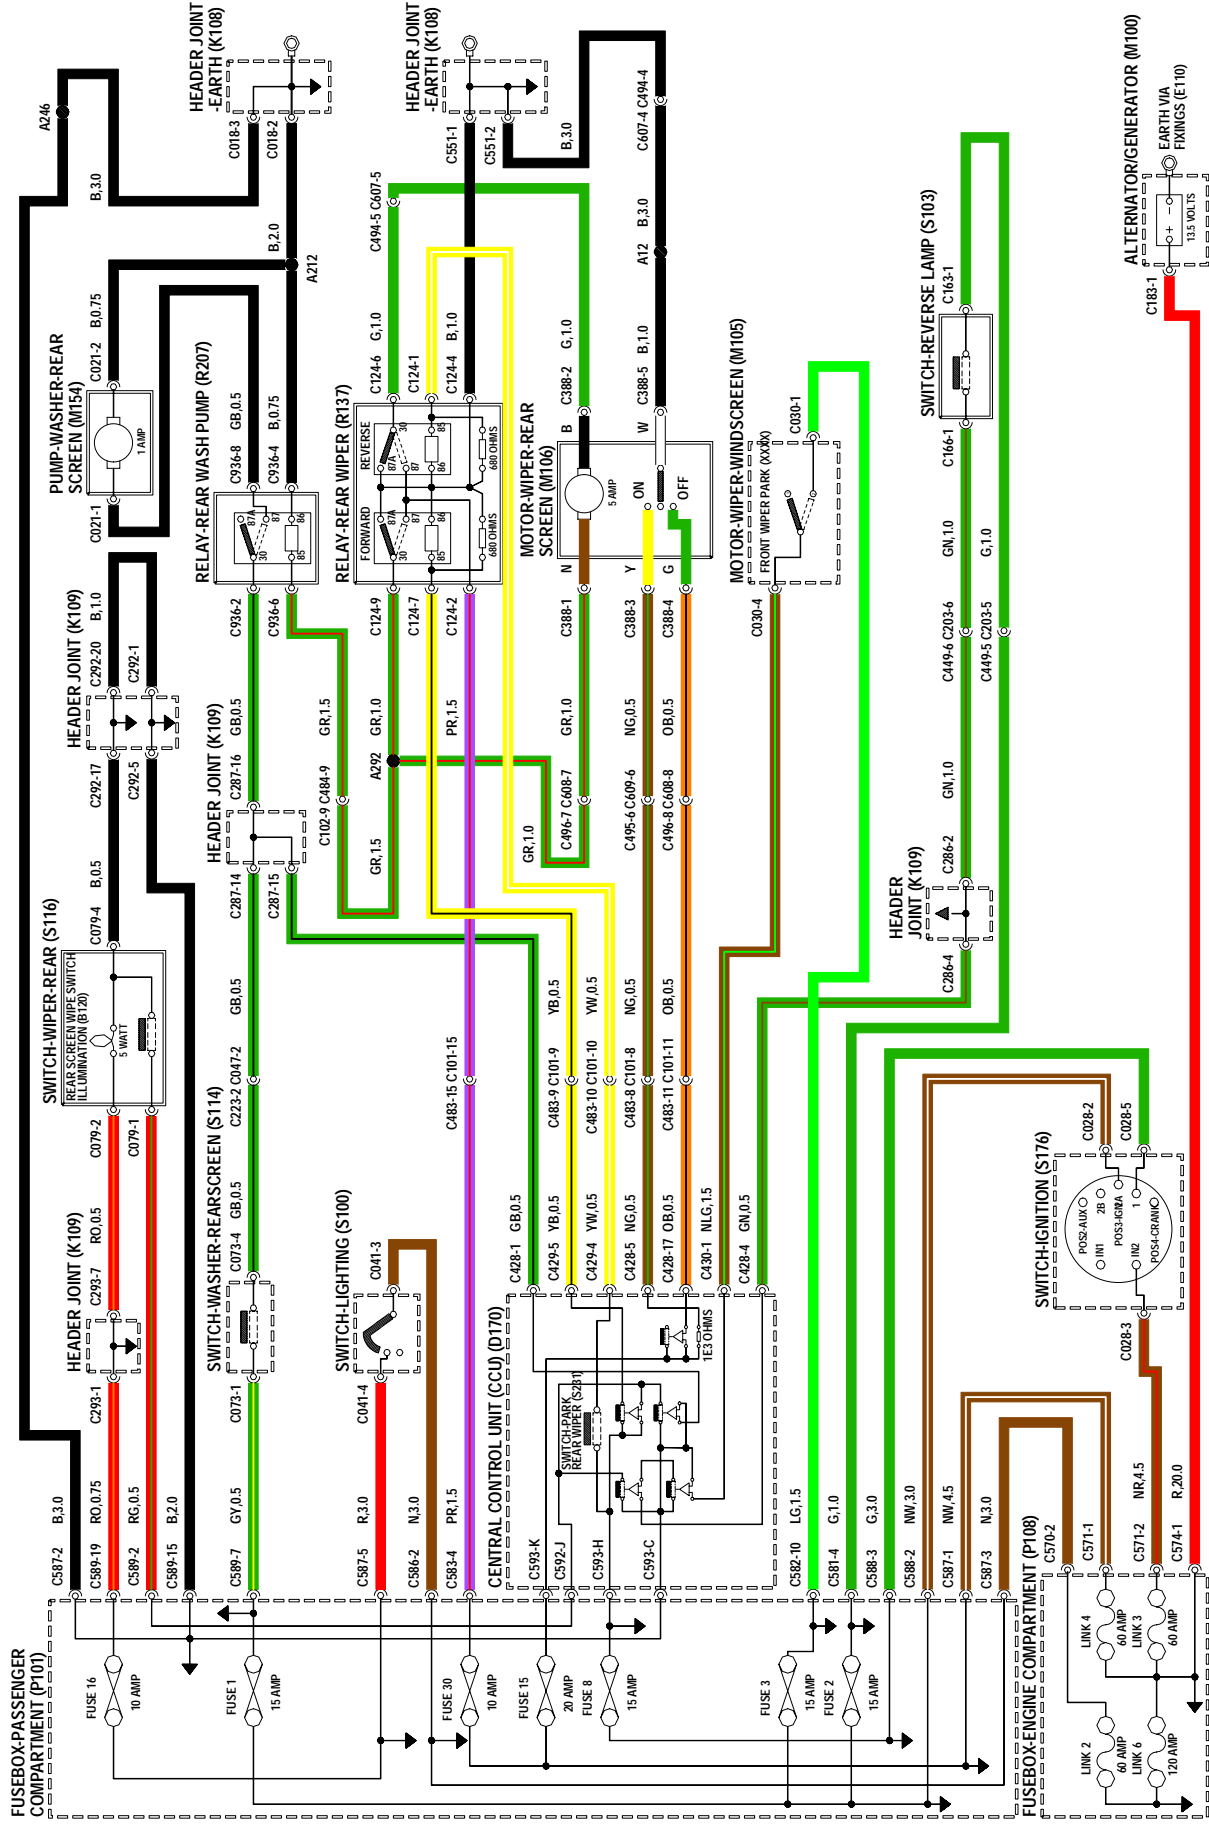 FUSEBOX-PASSENGER
COMPARTMENT (P101)
FUSE 16
10 AMP
FUSE 1
15 AMP
FUSE 30
10 AMP
FUSE 15
20 AMP
FUSE 8
15 AMP
FUSE 3
15 AMP
FUSE 2
15 AMP
FUSEBOX-ENGINE COMPARTMENT (P108)
LINK 2
60 AMP
LINK 6
120 AMP
LINK 4
60 AMP
LINK 3
60 AMP
C587-2 B,3.0
C589-19 RO,0.75
C589-2 RG,0.5
C589-15 B,2.0
C589-7 GY,0.5
C587-5 R,3.0
C586-2 N,3.0
C583-4 PR,1.5
C582-10 LG,1.5
C581-4 G,1.0
C588-3 G,3.0
C588-2 NW,3.0
C587-1 NW,4.5
C587-3 N,3.0
C570-2
C571-1
C571-2 NR,4.5
C574-1 R,20.0
CENTRAL CONTROL UNIT (CCU) (D170)
C593-K
C592-J
C593-H
C593-C
SWITCH-PARK
REAR WIPER (S231)
1E3 OHMS
C428-1 GB,0.5
C429-5 YB,0.5
C429-4 YW,0.5
C428-5 NG,0.5
C428-17 OB,0.5
C430-1 NLG,1.5
C428-4 GN,0.5
HEADER JOINT (K109)
C293-1
C293-7 RO,0.5
C079-2
C079-1
SWITCH-WASHER-REARSCREEN (S114)
C073-1
C073-4 GB,0.5
C223-2 C047-2
GB,0.5
SWITCH-LIGHTING (S100)
C041-4
C041-3
SWITCH-IGNITION (S176)
POS2-AUX
2B
IN1
POS3-IGN
2A
1
IN2
POS4-CRANK
C028-3
C028-2
C028-5
SWITCH-WIPER-REAR (S116)
REAR SCREEN WIPE SWITCH
ILLUMINATION (B120)
5 WATT
C079-4 B,0.5
C483-15 C101-15
C483-9 C101-9 YB,0.5
C483-10 C101-10 YW,0.5
C483-8 C101-8 NG,0.5
C483-11 C101-11 OB,0.5
HEADER JOINT (K109)
C292-17
C292-5
C292-20 B,1.0
C292-1
HEADER JOINT (K109)
C287-14
C287-15
C287-16 GB,0.5
C102-9 C484-9 GR,1.5
GR,1.5
A292 GR,1.0
PR,1.5
GR,1.0
C496-7 C608-7 GR,1.0
C495-6 C609-6 NG,0.5
C496-8 C608-8 OB,0.5
HEADER
JOINT (K109)
C286-4
C286-2 GN,1.0
C449-6 C203-6 GN,1.0
C449-5 C203-5 G,1.0
PUMP-WASHER-REAR
SCREEN (M154)
1 AMP
C021-1
C021-2 B,0.75
RELAY-REAR WASH PUMP (R207)
C936-2
C936-6
C936-8 GB,0.5
C936-4 B,0.75
30
87A
87
85
86
RELAY-REAR WIPER (R137)
FORWARD
REVERSE
30
87A
87
85
86
680 OHMS
87A
30
87
86
85
680 OHMS
C124-9
C124-7
C124-2
C124-6 G,1.0
C124-1
C124-4 B,1.0
C494-5 C607-5
MOTOR-WIPER-REAR
SCREEN (M106)
5 AMP
N
B
Y
ON
W
G
OFF
C388-1
C388-3
C388-4
C388-2 G,1.0
C388-5 B,1.0
A12 B,3.0
C607-4 C494-4
MOTOR-WIPER-WINDSCREEN (M105)
FRONT WIPER PARK (XXXX)
C030-4
C030-1
SWITCH-REVERSE LAMP (S103)
C166-1
C163-1
ALTERNATOR/GENERATOR (M100)
C183-1
+ -
13.5 VOLTS
EARTH VIA
FIXINGS (E110)
HEADER JOINT
-EARTH (K108)
C018-3
C018-2
B,2.0
A212
B,3.0
A246
HEADER JOINT
-EARTH (K108)
C551-1
C551-2
B,3.0